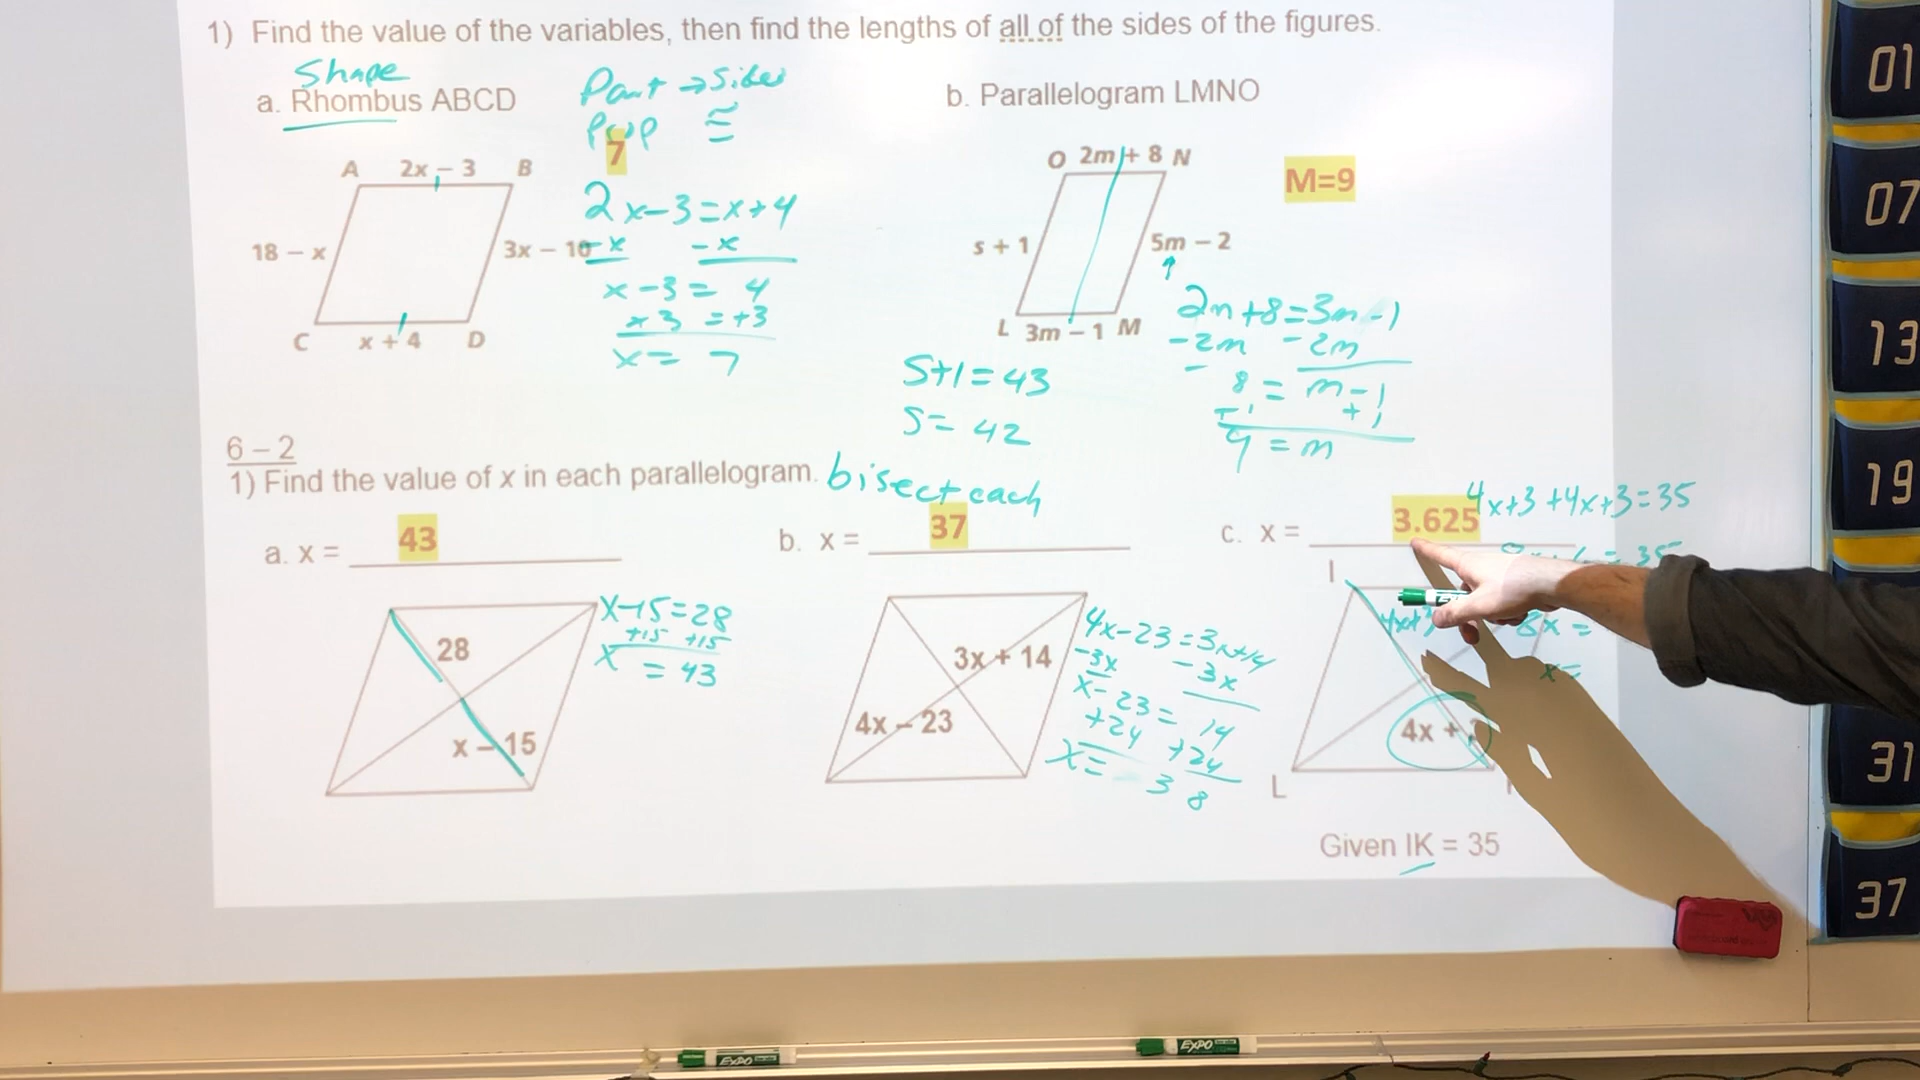 1) Find the value of the variables, then find the lengths of all of the sides of the figures.
Shape
a. Rhombus ABCD
Part → sides
Prop ≅
7
A 2x – 3 B
18 – x
3x – 10
C x + 4 D
2x-3=x+4
-x -x
x-3= 4
+3 = +3
x= 7
b. Parallelogram LMNO
M=9
O 2m + 8 N
s + 1
5m – 2
L 3m – 1 M
2m+8=3m-1
-2m -2m
8 = m-1
+1 +1
9 = m
S+1=43
S= 42
6 – 2
1) Find the value of x in each parallelogram.
bisect each
a. x = 43
28
x – 15
x-15=28
+15 +15
x = 43
b. x = 37
3x + 14
4x – 23
4x-23=3x+14
-3x -3x
x-23= 14
+24 +24
x= 38
c. x = 3.625
4x+3+4x+3=35
= 35
8x =
x=
I
4x+3
4x +
L
Given IK = 35
01
07
13
19
31
37
EXPO
EXPO